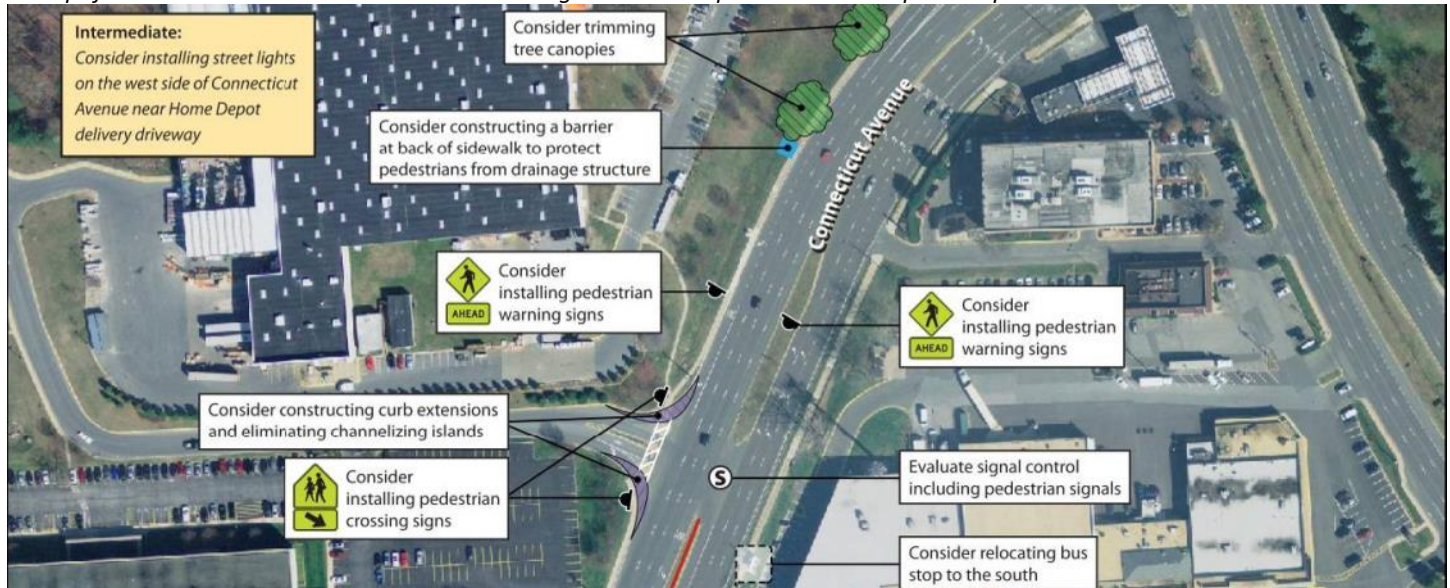 Intermediate:
Consider installing street lights
on the west side of Connecticut
Avenue near Home Depot
delivery driveway
Consider trimming
tree canopies
Consider constructing a barrier
at back of sidewalk to protect
pedestrians from drainage structure
Connecticut Avenue
Consider
installing pedestrian
warning signs
AHEAD
Consider
installing pedestrian
warning signs
AHEAD
Consider constructing curb extensions
and eliminating channelizing islands
Consider
installing pedestrian
crossing signs
S
Evaluate signal control
including pedestrian signals
Consider relocating bus
stop to the south